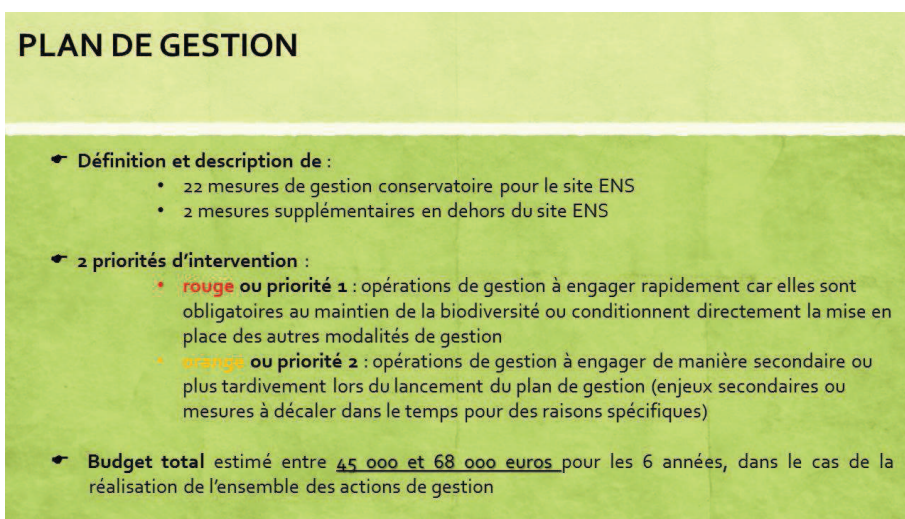 PLAN DE GESTION
☛ Définition et description de :
• 22 mesures de gestion conservatoire pour le site ENS
• 2 mesures supplémentaires en dehors du site ENS
☛ 2 priorités d’intervention :
• rouge ou priorité 1 : opérations de gestion à engager rapidement car elles sont
obligatoires au maintien de la biodiversité ou conditionnent directement la mise en
place des autres modalités de gestion
• orange ou priorité 2 : opérations de gestion à engager de manière secondaire ou
plus tardivement lors du lancement du plan de gestion (enjeux secondaires ou
mesures à décaler dans le temps pour des raisons spécifiques)
☛ Budget total estimé entre 45 000 et 68 000 euros pour les 6 années, dans le cas de la
réalisation de l’ensemble des actions de gestion